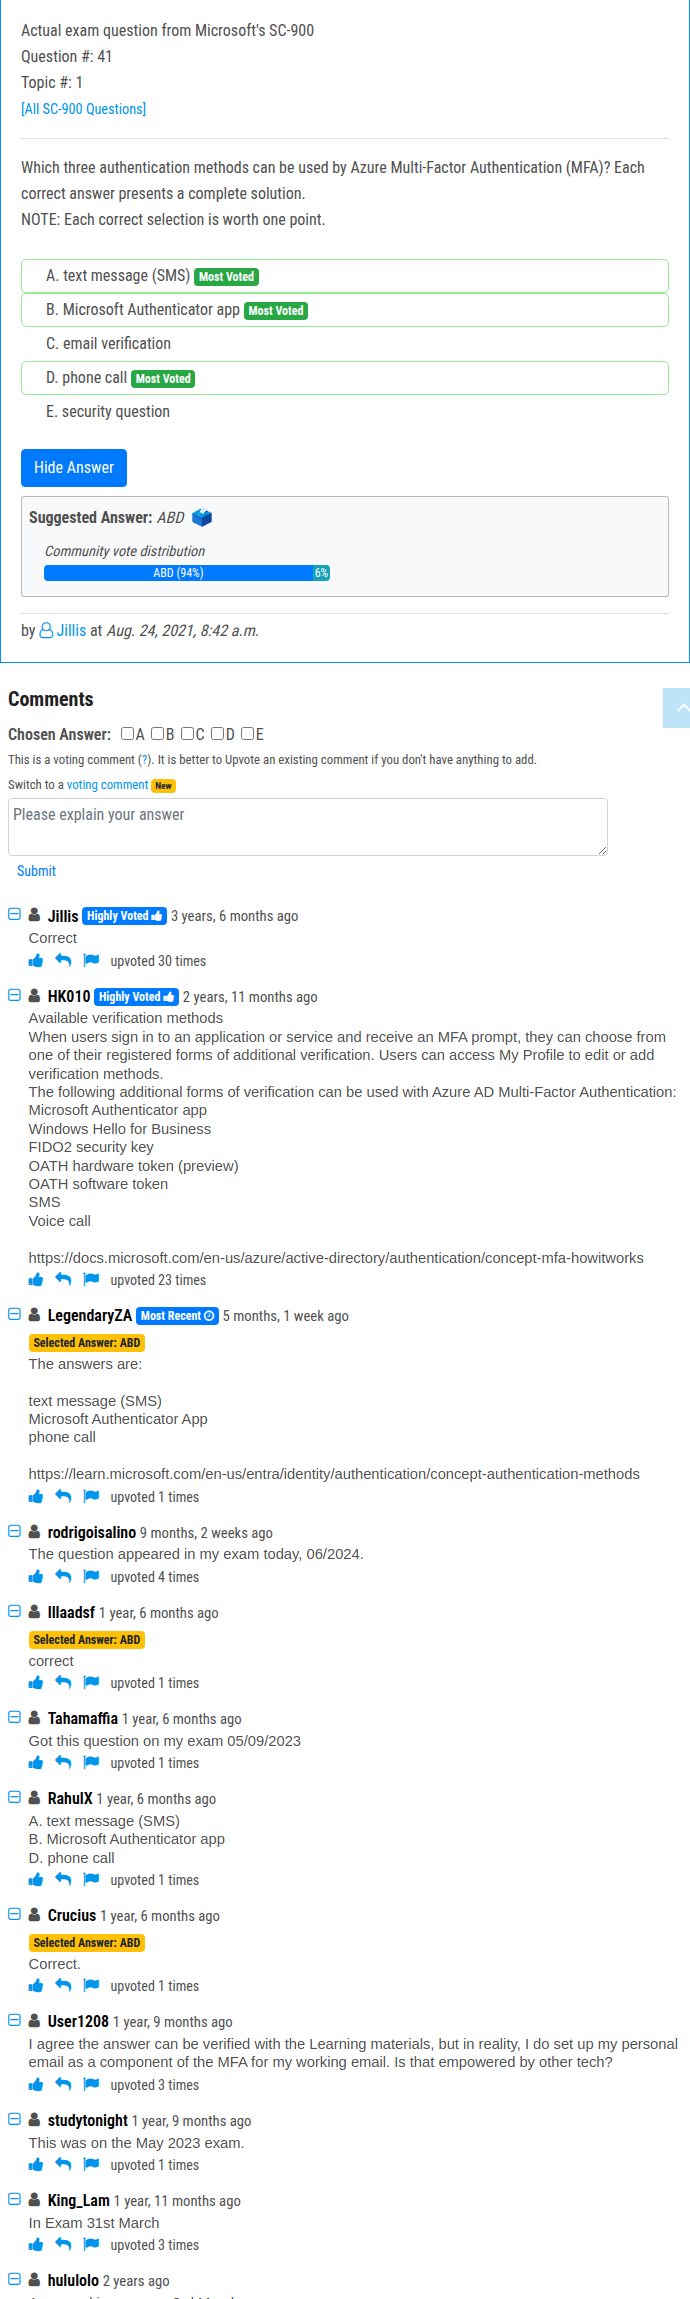 Actual exam question from Microsoft's SC-900
Question #: 41
Topic #: 1
[All SC-900 Questions]
Which three authentication methods can be used by Azure Multi-Factor Authentication (MFA)? Each
correct answer presents a complete solution.
NOTE: Each correct selection is worth one point.
A. text message (SMS) Most Voted
B. Microsoft Authenticator app Most Voted
C. email verification
D. phone call Most Voted
E. security question
Hide Answer
Suggested Answer: ABD
Community vote distribution
ABD (94%) 6%
by Jillis at Aug. 24, 2021, 8:42 a.m.
Comments
Chosen Answer: A B C D E
This is a voting comment (?). It is better to Upvote an existing comment if you don't have anything to add.
Switch to a voting comment New
Please explain your answer
Submit
Jillis Highly Voted 3 years, 6 months ago
Correct
upvoted 30 times
HK010 Highly Voted 2 years, 11 months ago
Available verification methods
When users sign in to an application or service and receive an MFA prompt, they can choose from
one of their registered forms of additional verification. Users can access My Profile to edit or add
verification methods.
The following additional forms of verification can be used with Azure AD Multi-Factor Authentication:
Microsoft Authenticator app
Windows Hello for Business
FIDO2 security key
OATH hardware token (preview)
OATH software token
SMS
Voice call
https://docs.microsoft.com/en-us/azure/active-directory/authentication/concept-mfa-howitworks
upvoted 23 times
LegendaryZA Most Recent 5 months, 1 week ago
Selected Answer: ABD
The answers are:
text message (SMS)
Microsoft Authenticator App
phone call
https://learn.microsoft.com/en-us/entra/identity/authentication/concept-authentication-methods
upvoted 1 times
rodrigoisalino 9 months, 2 weeks ago
The question appeared in my exam today, 06/2024.
upvoted 4 times
Illaadsf 1 year, 6 months ago
Selected Answer: ABD
correct
upvoted 1 times
Tahamaffia 1 year, 6 months ago
Got this question on my exam 05/09/2023
upvoted 1 times
RahulX 1 year, 6 months ago
A. text message (SMS)
B. Microsoft Authenticator app
D. phone call
upvoted 1 times
Crucius 1 year, 6 months ago
Selected Answer: ABD
Correct.
upvoted 1 times
User1208 1 year, 9 months ago
I agree the answer can be verified with the Learning materials, but in reality, I do set up my personal
email as a component of the MFA for my working email. Is that empowered by other tech?
upvoted 3 times
studytonight 1 year, 9 months ago
This was on the May 2023 exam.
upvoted 1 times
King_Lam 1 year, 11 months ago
In Exam 31st March
upvoted 3 times
hululolo 2 years ago